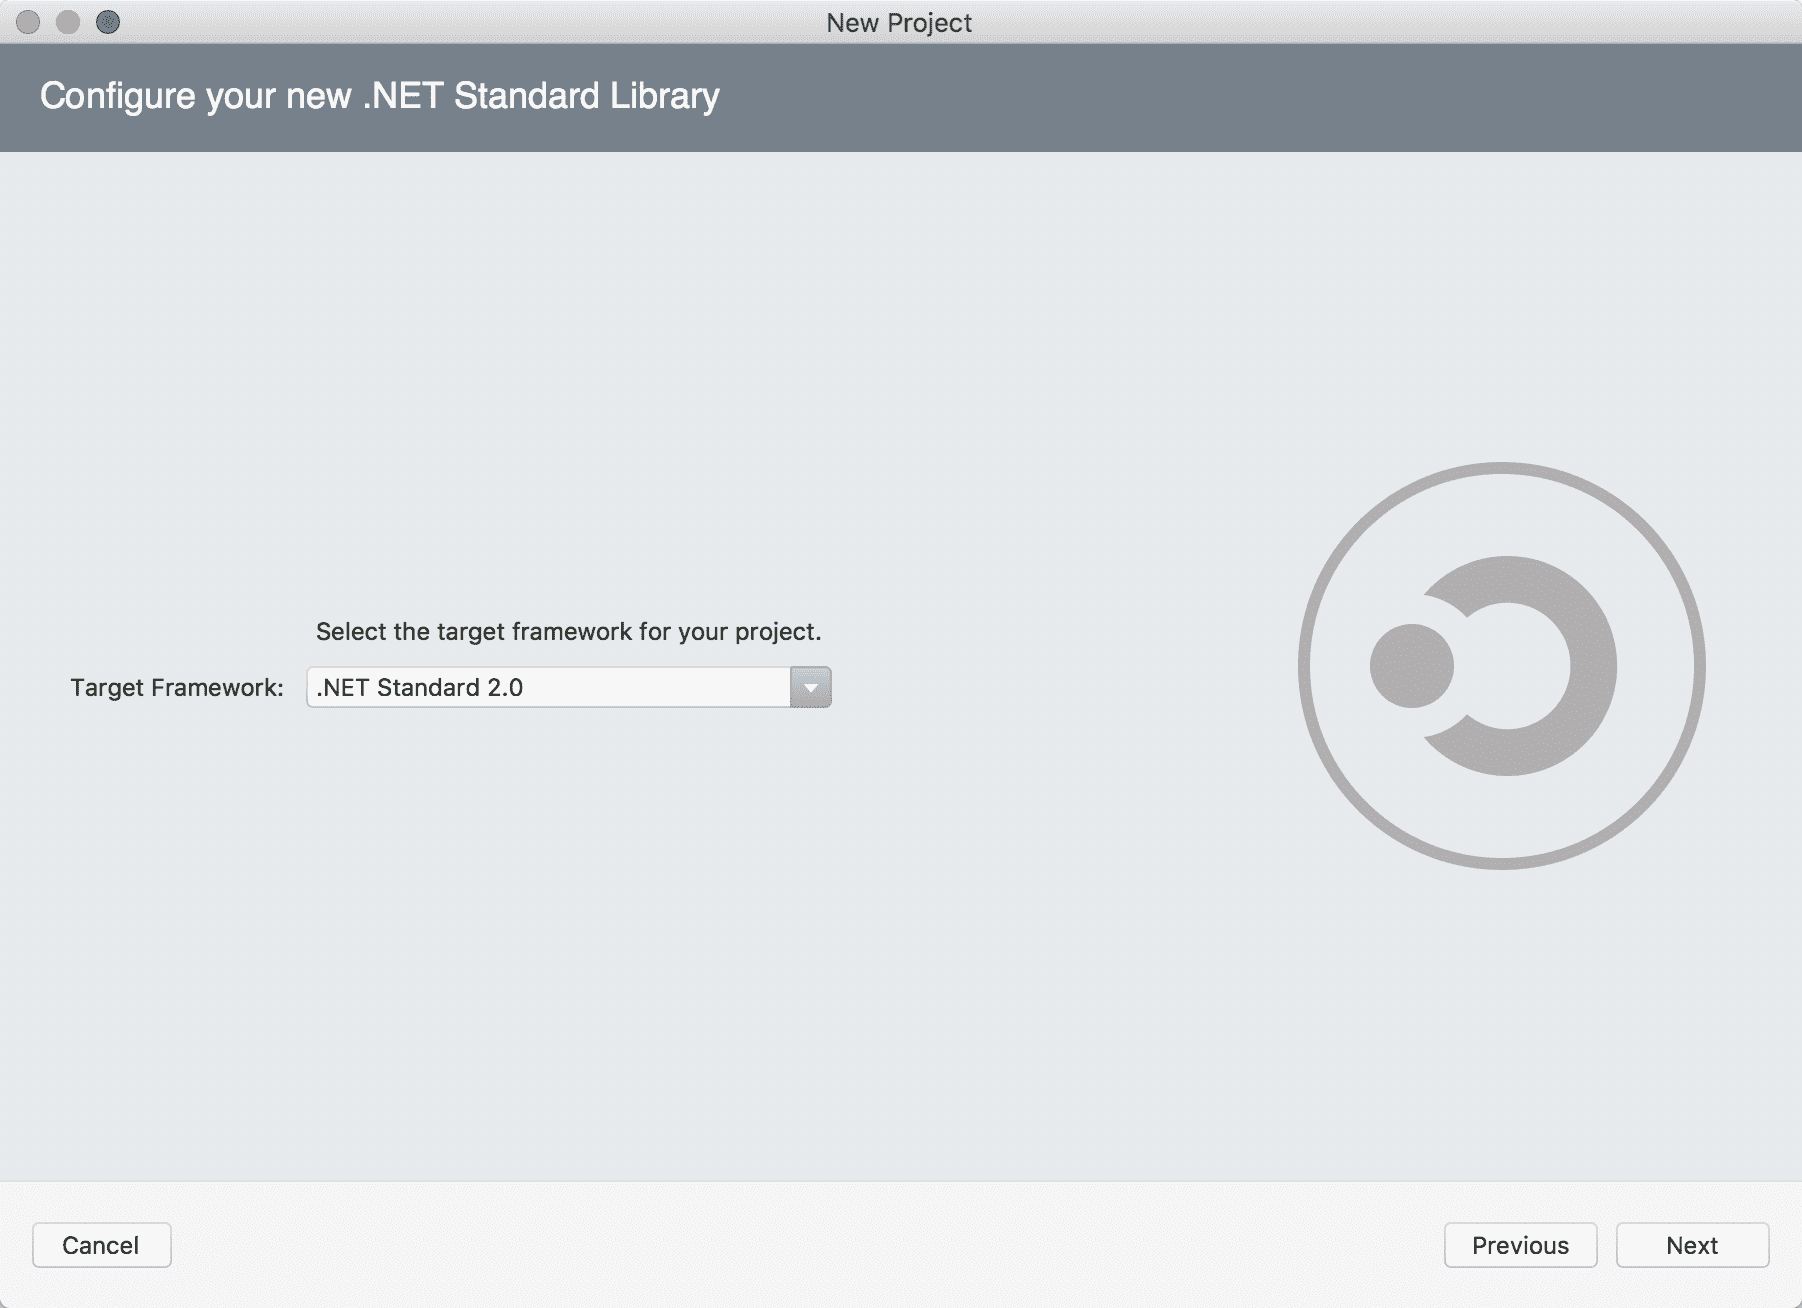 New Project
Configure your new .NET Standard Library
Select the target framework for your project.
Target Framework: .NET Standard 2.0
Cancel Previous Next